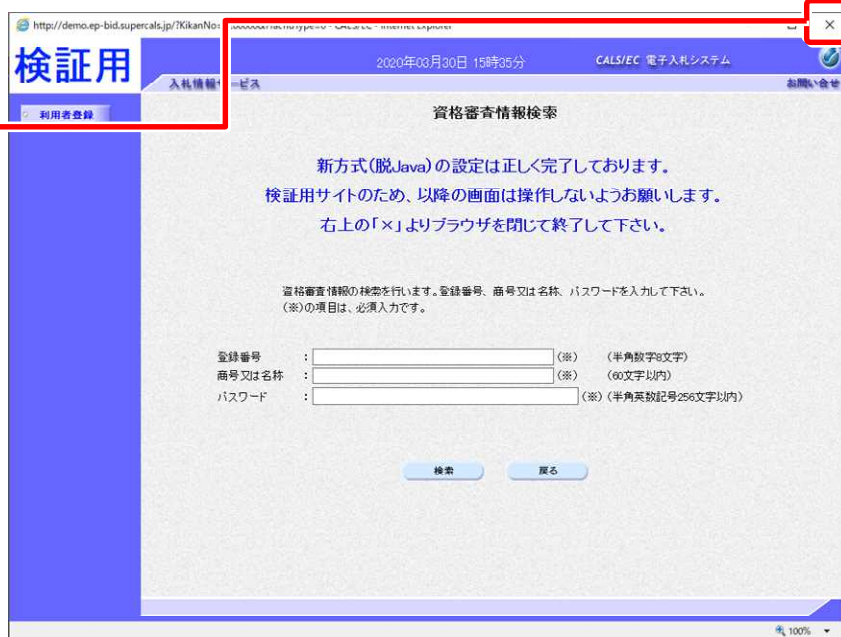 http://demo.ep-bid.supercals.jp/?KikanNo=
CALS/EC - Internet Explorer
検証用
2020年03月30日 15時35分
CALS/EC 電子入札システム
入札情報サービス
お問い合せ
利用者登録
資格審査情報検索
新方式(脱Java)の設定は正しく完了しております。
検証用サイトのため、以降の画面は操作しないようお願いします。
右上の「×」よりブラウザを閉じて終了して下さい。
資格審査情報の検索を行います。登録番号、商号又は名称、パスワードを入力して下さい。
(※)の項目は、必須入力です。
登録番号 : (※) (半角数字8文字)
商号又は名称 : (※) (60文字以内)
パスワード : (※) (半角英数記号256文字以内)
検索 戻る
100%